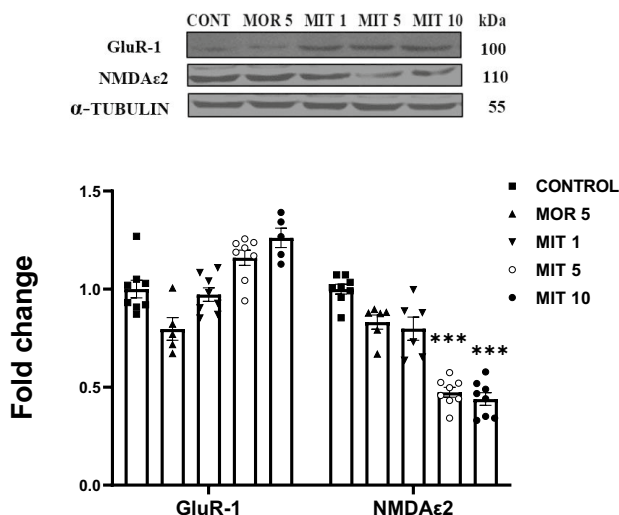 CONT MOR 5 MIT 1 MIT 5 MIT 10 kDa
GluR-1 100
NMDAε2 110
α-TUBULIN 55
Fold change
1.5
1.0
0.5
0.0
*** ***
GluR-1 NMDAε2
CONTROL
MOR 5
MIT 1
MIT 5
MIT 10